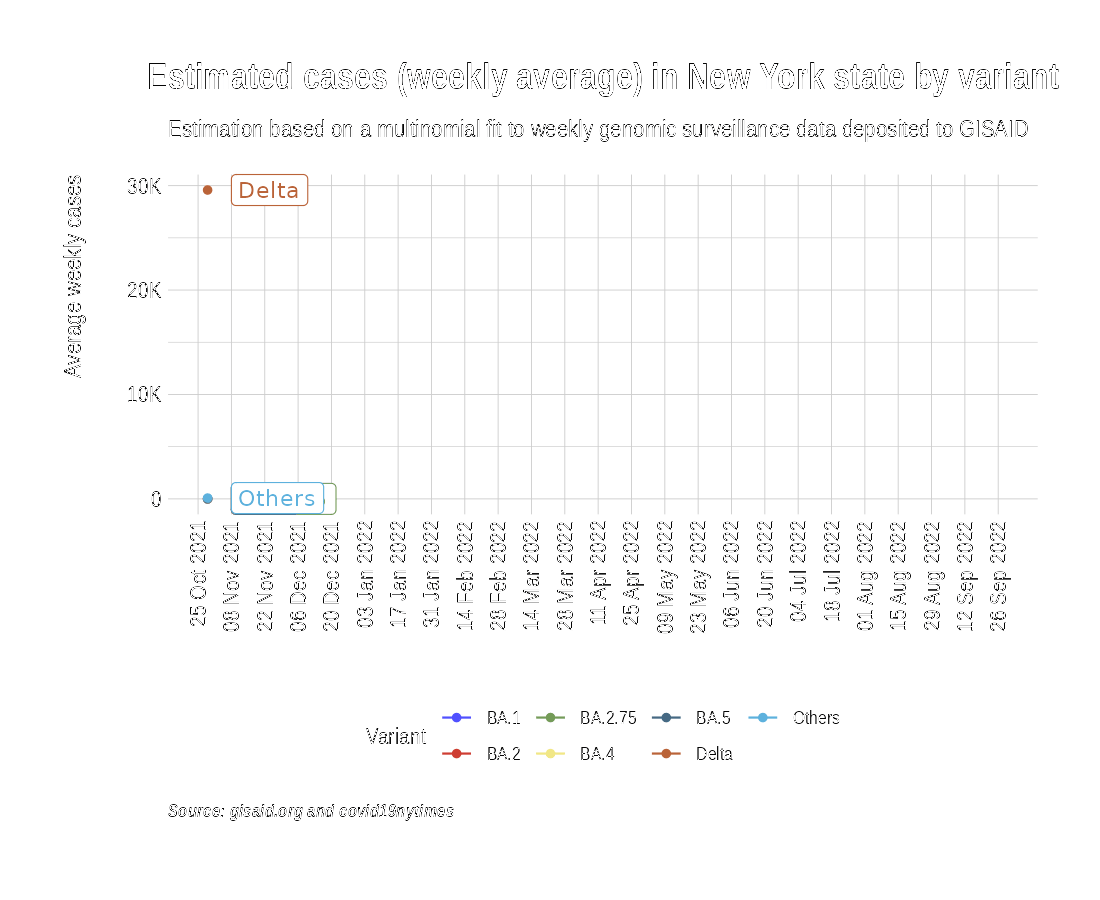 Estimated cases (weekly average) in New York state by variant
Estimation based on a multinomial fit to weekly genomic surveillance data deposited to GISAID
Average weekly cases
30K
20K
10K
0
Delta
Others
25 Oct 2021
08 Nov 2021
22 Nov 2021
06 Dec 2021
20 Dec 2021
03 Jan 2022
17 Jan 2022
31 Jan 2022
14 Feb 2022
28 Feb 2022
14 Mar 2022
28 Mar 2022
11 Apr 2022
25 Apr 2022
09 May 2022
23 May 2022
06 Jun 2022
20 Jun 2022
04 Jul 2022
18 Jul 2022
01 Aug 2022
15 Aug 2022
29 Aug 2022
12 Sep 2022
26 Sep 2022
Variant
BA.1
BA.2.75
BA.5
Others
BA.2
BA.4
Delta
Source: gisaid.org and covid19nytimes